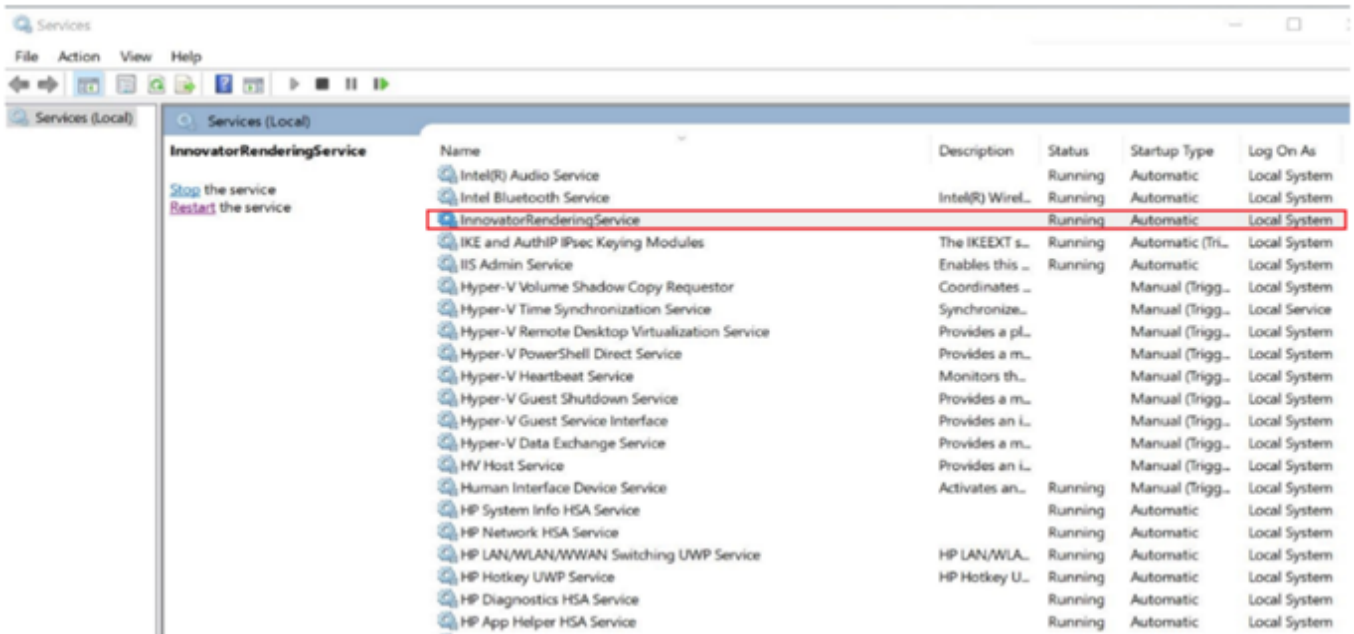 Services
File Action View Help
Services (Local)
Services (Local)
InnovatorRenderingService
Stop the service
Restart the service
Name Description Status Startup Type Log On As
Intel(R) Audio Service Running Automatic Local System
Intel Bluetooth Service Intel(R) Wirel... Running Automatic Local System
InnovatorRenderingService Running Automatic Local System
IKE and AuthIP IPsec Keying Modules The IKEEXT s... Running Automatic (Tri... Local System
IIS Admin Service Enables this ... Running Automatic Local System
Hyper-V Volume Shadow Copy Requestor Coordinates ... Manual (Trigg... Local System
Hyper-V Time Synchronization Service Synchronize... Manual (Trigg... Local Service
Hyper-V Remote Desktop Virtualization Service Provides a pl... Manual (Trigg... Local System
Hyper-V PowerShell Direct Service Provides a m... Manual (Trigg... Local System
Hyper-V Heartbeat Service Monitors th... Manual (Trigg... Local System
Hyper-V Guest Shutdown Service Provides a m... Manual (Trigg... Local System
Hyper-V Guest Service Interface Provides an i... Manual (Trigg... Local System
Hyper-V Data Exchange Service Provides a m... Manual (Trigg... Local System
HV Host Service Provides an i... Manual (Trigg... Local System
Human Interface Device Service Activates an... Running Manual (Trigg... Local System
HP System Info HSA Service Running Automatic Local System
HP Network HSA Service Running Automatic Local System
HP LAN/WLAN/WWAN Switching UWP Service HP LAN/WLA... Running Automatic Local System
HP Hotkey UWP Service HP Hotkey U... Running Automatic Local System
HP Diagnostics HSA Service Running Automatic Local System
HP App Helper HSA Service Running Automatic Local System